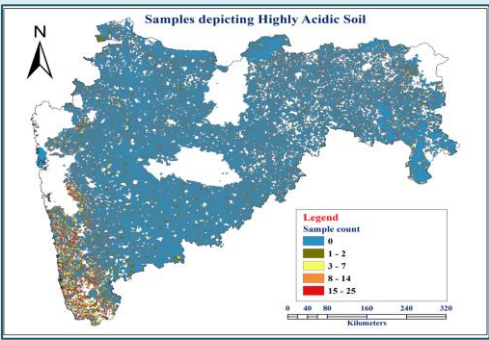 Samples depicting Highly Acidic Soil
N
Legend
Sample count
0
1 - 2
3 - 7
8 - 14
15 - 25
0 40 80 160 240 320
Kilometers